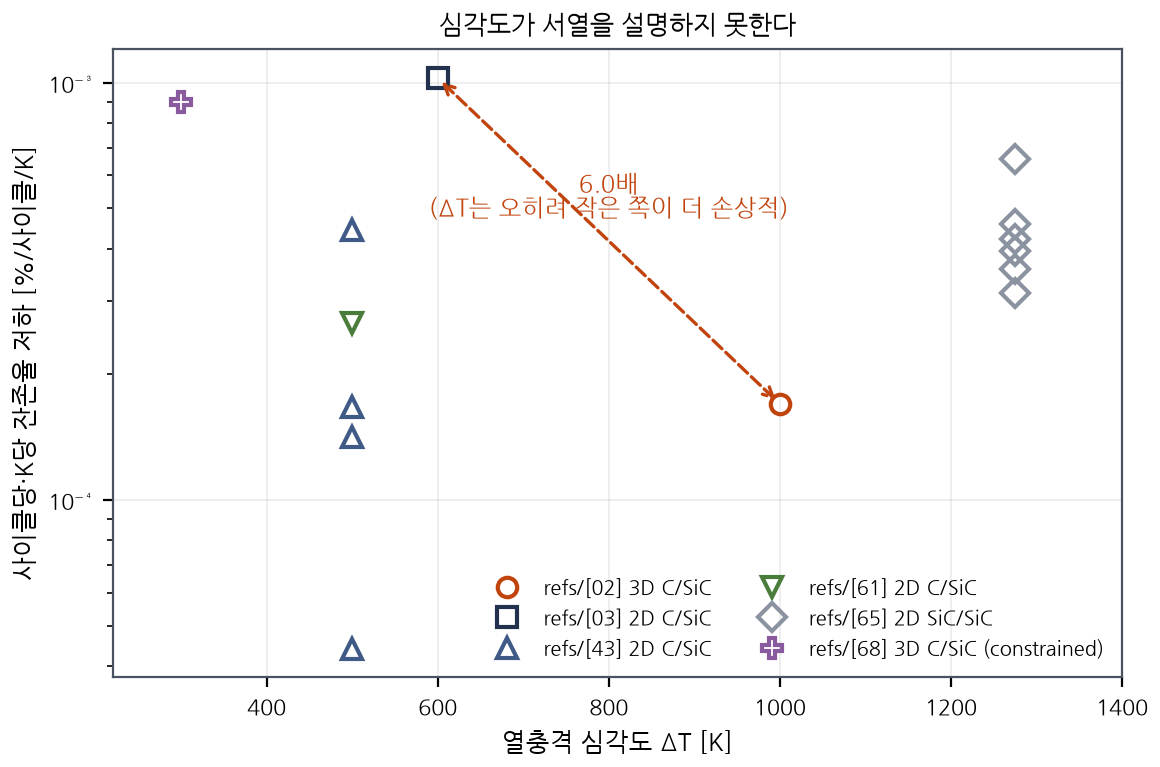 심각도가 서열을 설명하지 못한다
사이클당·K당 잔존율 저하 [%/사이클/K]
10⁻³
10⁻⁴
6.0배
(ΔT는 오히려 작은 쪽이 더 손상적)
refs/[02] 3D C/SiC
refs/[03] 2D C/SiC
refs/[43] 2D C/SiC
refs/[61] 2D C/SiC
refs/[65] 2D SiC/SiC
refs/[68] 3D C/SiC (constrained)
400 600 800 1000 1200 1400
열충격 심각도 ΔT [K]